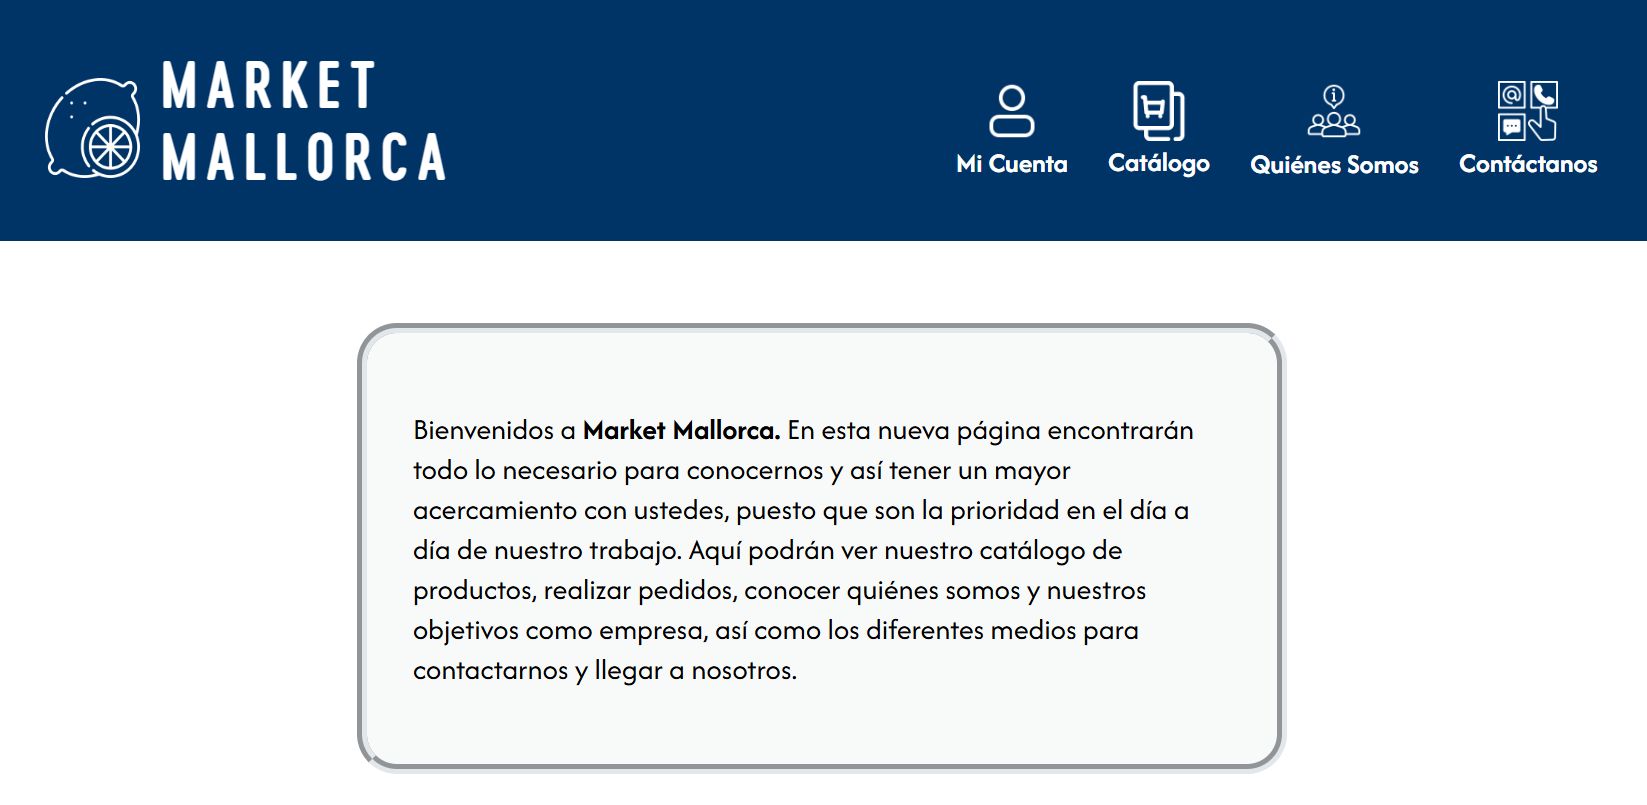 MARKET
MALLORCA
Mi Cuenta
Catálogo
Quiénes Somos
Contáctanos
Bienvenidos a Market Mallorca. En esta nueva página encontrarán
todo lo necesario para conocernos y así tener un mayor
acercamiento con ustedes, puesto que son la prioridad en el día a
día de nuestro trabajo. Aquí podrán ver nuestro catálogo de
productos, realizar pedidos, conocer quiénes somos y nuestros
objetivos como empresa, así como los diferentes medios para
contactarnos y llegar a nosotros.